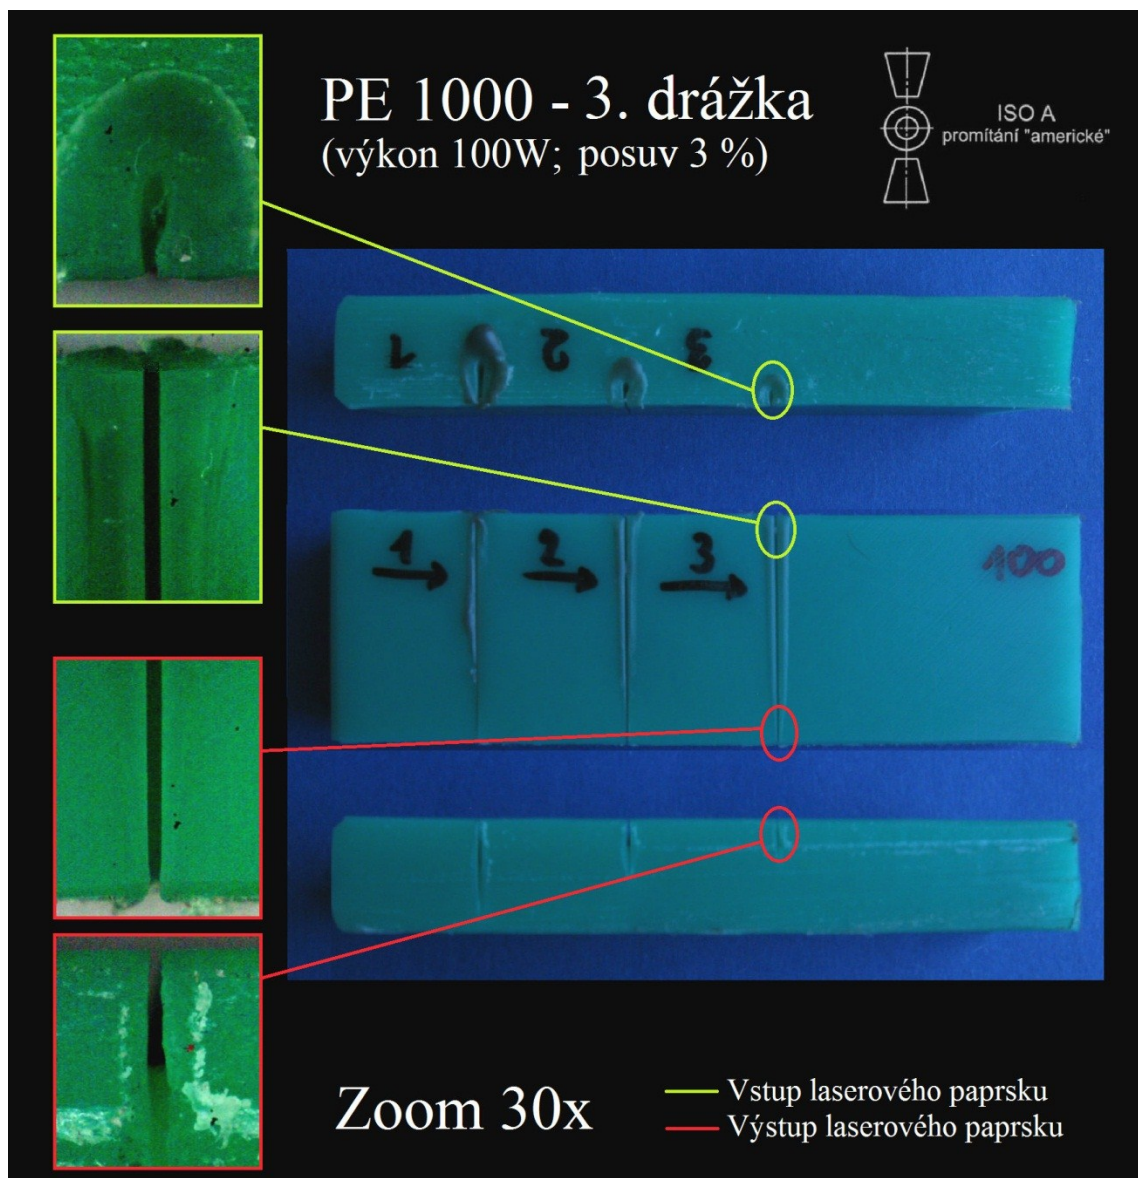 PE 1000 - 3. drážka
(výkon 100W; posuv 3 %)
ISO A
promítání "americké"
1 2 3
1 2 3
100
Zoom 30x
Vstup laserového paprsku
Výstup laserového paprsku